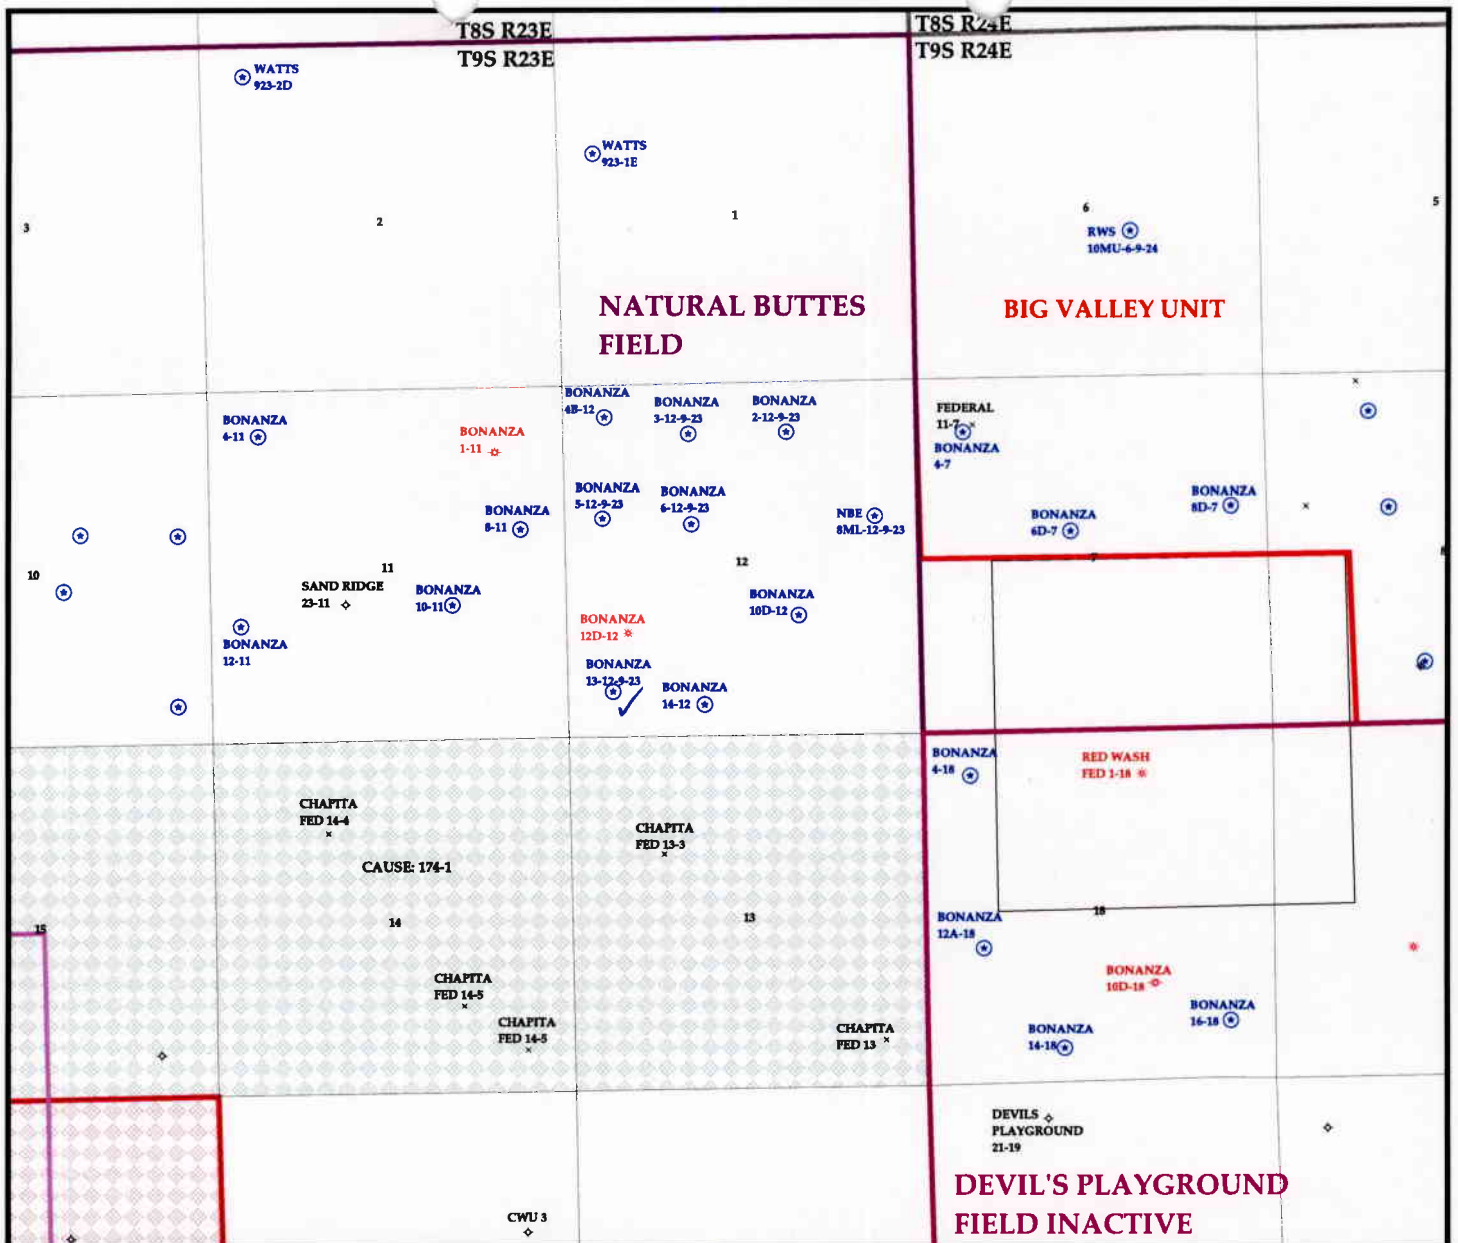 T8S R23E
T8S R24E
T9S R23E
T9S R24E
WATTS
923-2D
WATTS
923-1E
3
2
1
6
5
RWS
10MU-6-9-24
NATURAL BUTTES
FIELD
BIG VALLEY UNIT
BONANZA
4-11
BONANZA
1-11
BONANZA
4B-12
BONANZA
3-12-9-23
BONANZA
2-12-9-23
FEDERAL
11-7
BONANZA
4-7
BONANZA
8-11
BONANZA
5-12-9-23
BONANZA
6-12-9-23
NBE
8ML-12-9-23
BONANZA
6D-7
BONANZA
8D-7
10
11
12
7
8
SAND RIDGE
23-11
BONANZA
10-11
BONANZA
10D-12
BONANZA
12-11
BONANZA
12D-12
BONANZA
13-12-9-23
BONANZA
14-12
BONANZA
4-18
RED WASH
FED 1-18
CHAPITA
FED 14-4
CHAPITA
FED 13-3
CAUSE: 174-1
15
14
13
18
BONANZA
12A-18
CHAPITA
FED 14-5
BONANZA
10D-18
CHAPITA
FED 14-5
CHAPITA
FED 13
BONANZA
14-18
BONANZA
16-18
DEVILS
PLAYGROUND
21-19
DEVIL'S PLAYGROUND
FIELD INACTIVE
CWU 3